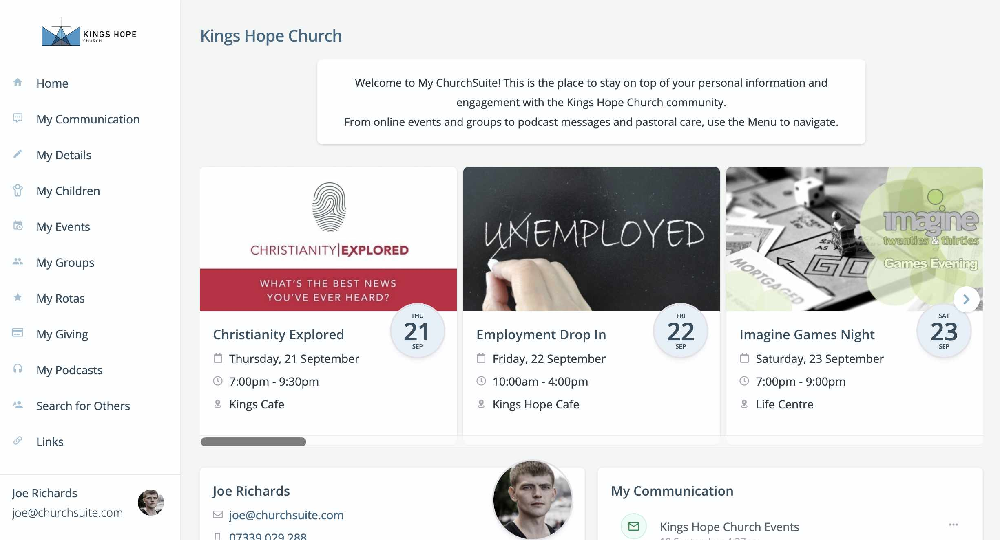 KINGS HOPE
CHURCH
Home
My Communication
My Details
My Children
My Events
My Groups
My Rotas
My Giving
My Podcasts
Search for Others
Links
Joe Richards
joe@churchsuite.com
Kings Hope Church
Welcome to My ChurchSuite! This is the place to stay on top of your personal information and
engagement with the Kings Hope Church community.
From online events and groups to podcast messages and pastoral care, use the Menu to navigate.
CHRISTIANITY|EXPLORED
WHAT'S THE BEST NEWS
YOU'VE EVER HEARD?
THU
21
SEP
Christianity Explored
Thursday, 21 September
7:00pm - 9:30pm
Kings Cafe
UNEMPLOYED
FRI
22
SEP
Employment Drop In
Friday, 22 September
10:00am - 4:00pm
Kings Hope Cafe
imagine
twenties & thirties
Games Evening
GO
MORTGAGED
SAT
23
SEP
Imagine Games Night
Saturday, 23 September
7:00pm - 9:00pm
Life Centre
Joe Richards
joe@churchsuite.com
07339 029 288
My Communication
Kings Hope Church Events